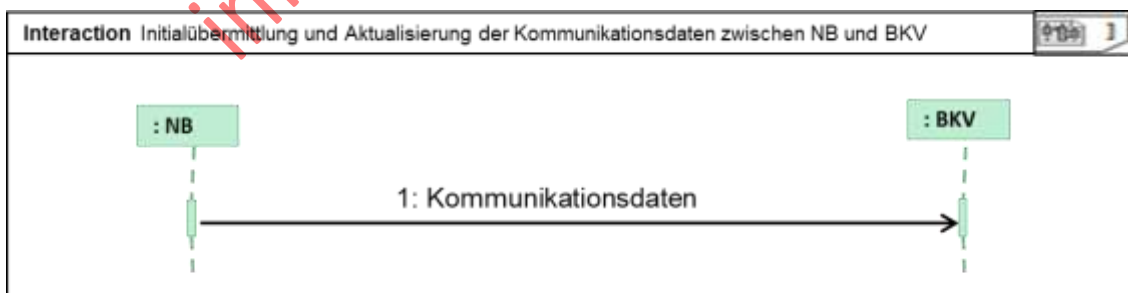 Interaction Initialübermittlung und Aktualisierung der Kommunikationsdaten zwischen NB und BKV
: NB
: BKV
1: Kommunikationsdaten